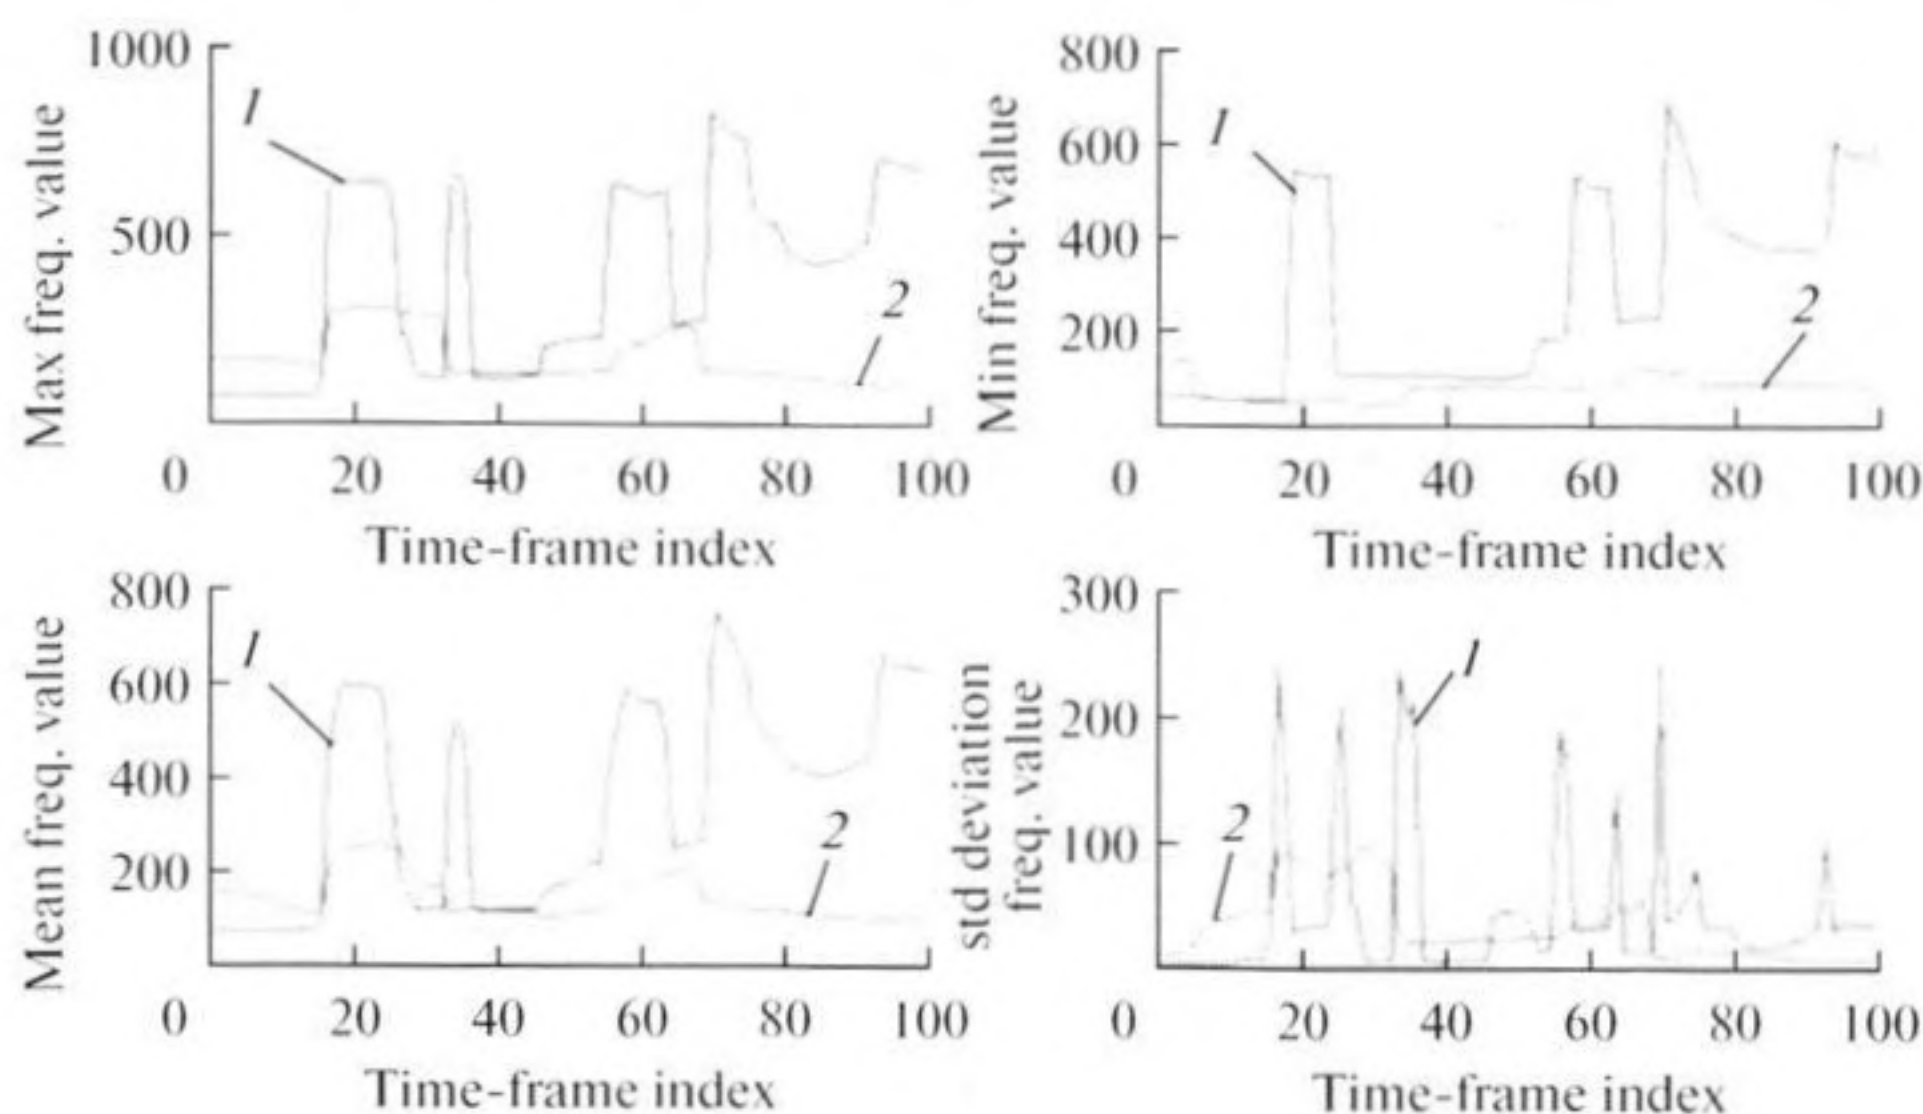 1000
500
Max freq. value
1
2
0 20 40 60 80 100
Time-frame index
800
600
400
200
Min freq. value
1
2
0 20 40 60 80 100
Time-frame index
800
600
400
200
Mean freq. value
1
2
0 20 40 60 80 100
Time-frame index
300
200
100
std deviation
freq. value
1
2
0 20 40 60 80 100
Time-frame index